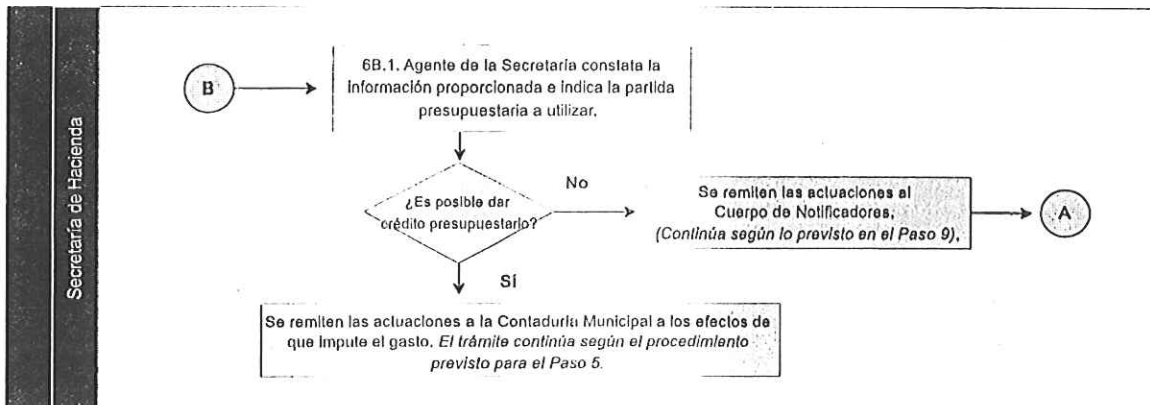 Secretaría de Hacienda
B
6B.1. Agente de la Secretaría constata la
información proporcionada e indica la partida
presupuestaria a utilizar.
¿Es posible dar
crédito presupuestario?
No
Se remiten las actuaciones al
Cuerpo de Notificadores.
(Continúa según lo previsto en el Paso 9).
A
Sí
Se remiten las actuaciones a la Contaduría Municipal a los efectos de
que impute el gasto. El trámite continúa según el procedimiento
previsto para el Paso 5.